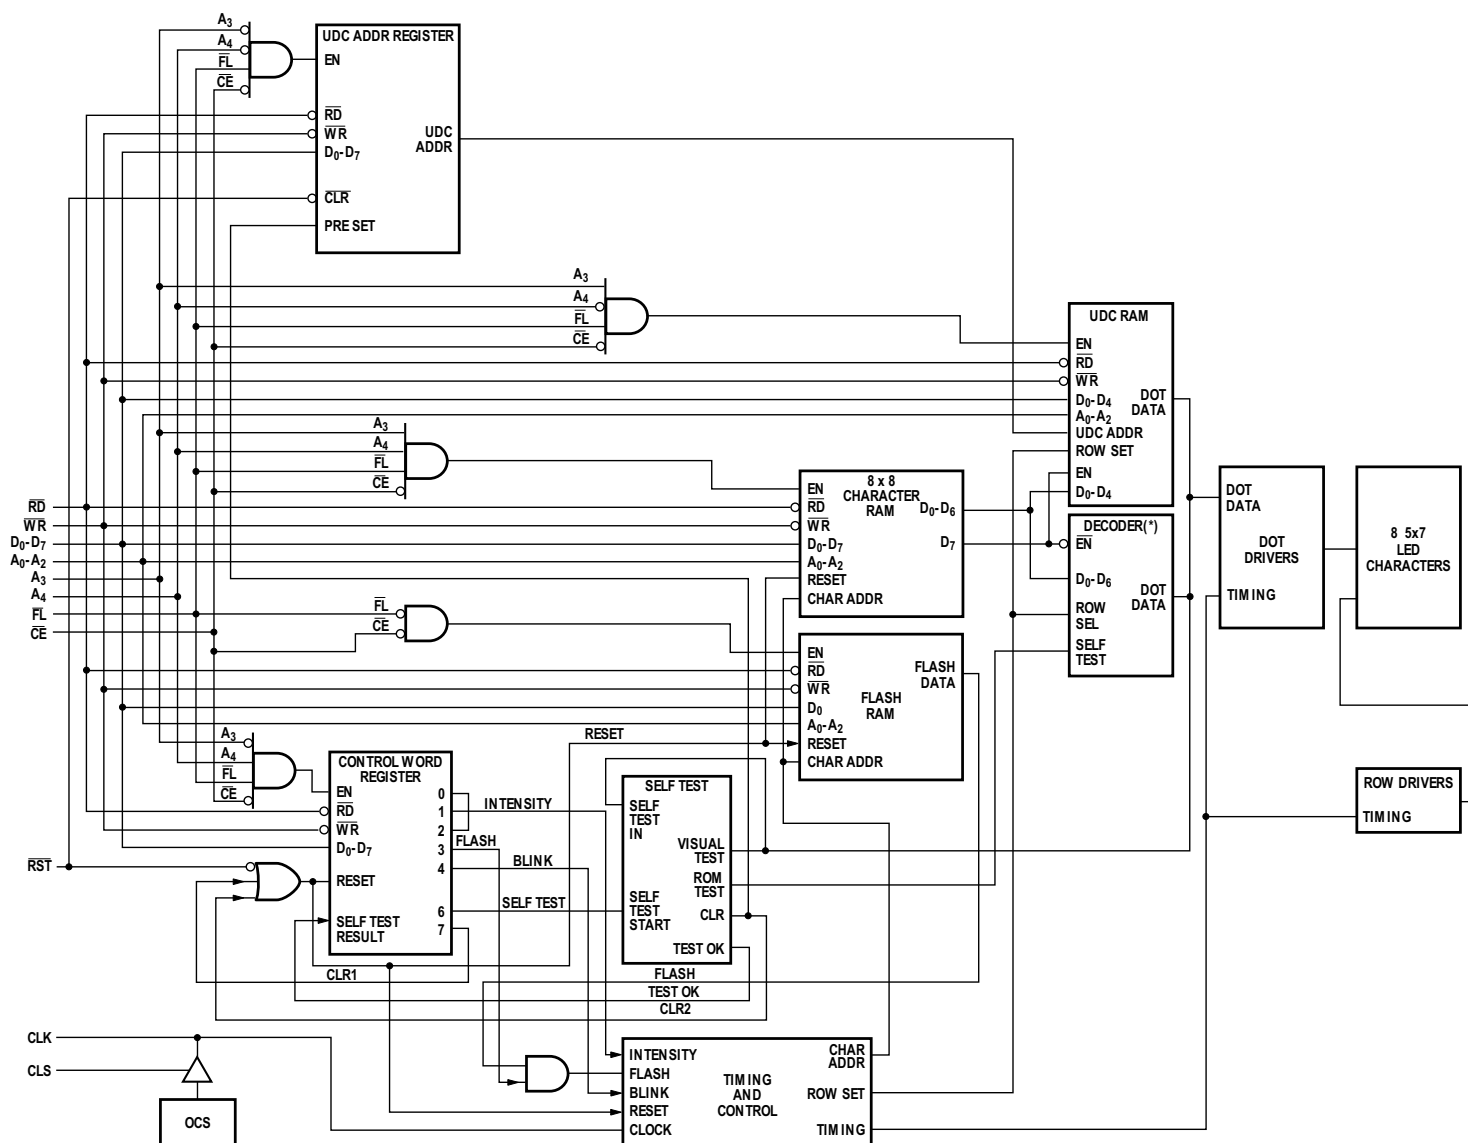 A3
A4
FL
CE
UDC ADDR REGISTER
EN
RD
WR
D0-D7
UDC
ADDR
CLR
PRESET
A3
A4
FL
CE
UDC RAM
EN
RD
WR
D0-D4
A0-A2
UDC ADDR
ROW SET
EN
D0-D4
DOT
DATA
A3
A4
FL
CE
8 x 8
CHARACTER
RAM
EN
RD
WR
D0-D7
A0-A2
RESET
CHAR ADDR
D0-D6
D7
DECODER(*)
EN
D0-D6
ROW
SEL
SELF
TEST
DOT
DATA
DOT
DATA
DOT
DRIVERS
TIMING
8 5x7
LED
CHARACTERS
RD
WR
D0-D7
A0-A2
A3
A4
FL
CE
FL
CE
EN
RD
WR
D0
A0-A2
RESET
CHAR ADDR
FLASH
DATA
FLASH
RAM
RESET
A3
A4
FL
CE
CONTROL WORD
REGISTER
EN
RD
WR
D0-D7
RESET
SELF TEST
RESULT
0
1
2
3
4
6
7
INTENSITY
FLASH
BLINK
SELF TEST
SELF TEST
SELF
TEST
IN
VISUAL
TEST
ROM
TEST
SELF
TEST
START
CLR
TEST OK
ROW DRIVERS
TIMING
RST
CLR1
FLASH
TEST OK
CLR2
CLK
CLS
OCS
INTENSITY
FLASH
BLINK
RESET
CLOCK
TIMING
AND
CONTROL
CHAR
ADDR
ROW SET
TIMING